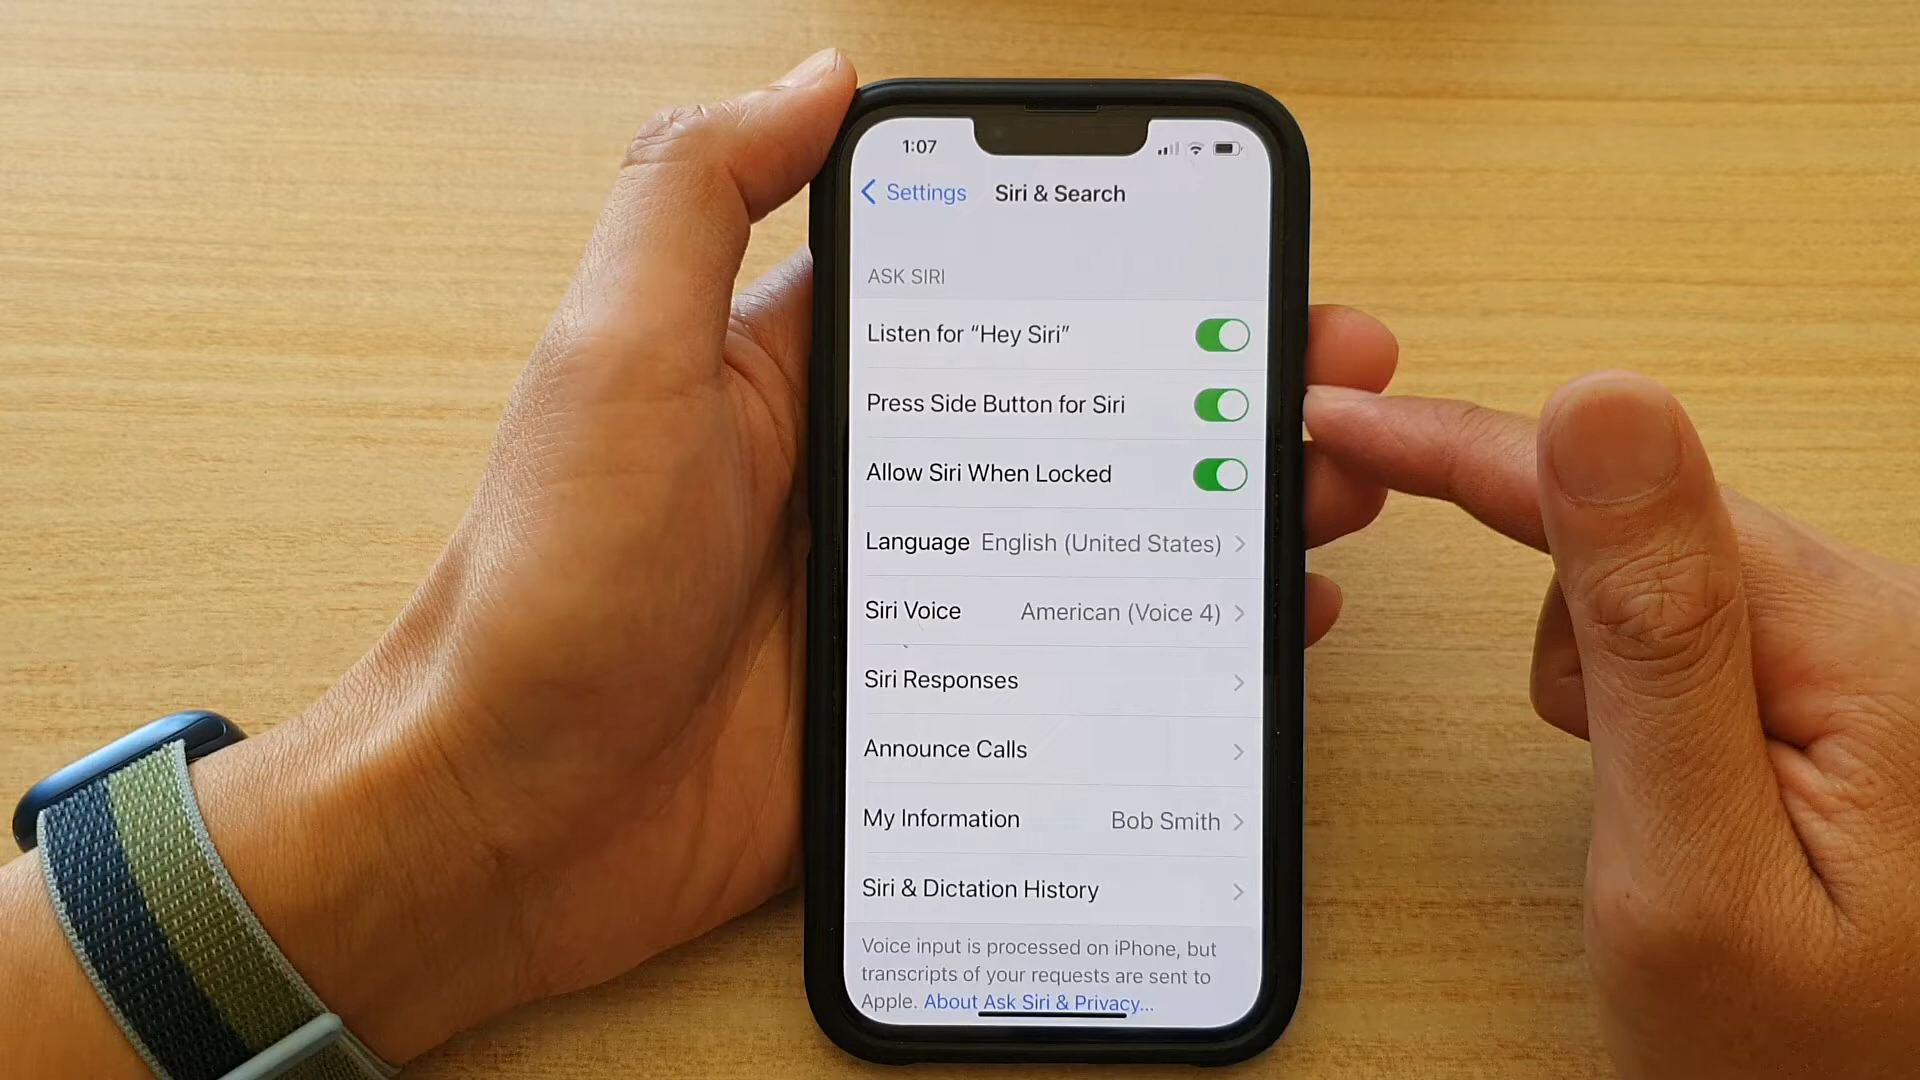 1:07
Settings Siri & Search
ASK SIRI
Listen for “Hey Siri”
Press Side Button for Siri
Allow Siri When Locked
Language English (United States)
Siri Voice American (Voice 4)
Siri Responses
Announce Calls
My Information Bob Smith
Siri & Dictation History
Voice input is processed on iPhone, but
transcripts of your requests are sent to
Apple. About Ask Siri & Privacy...